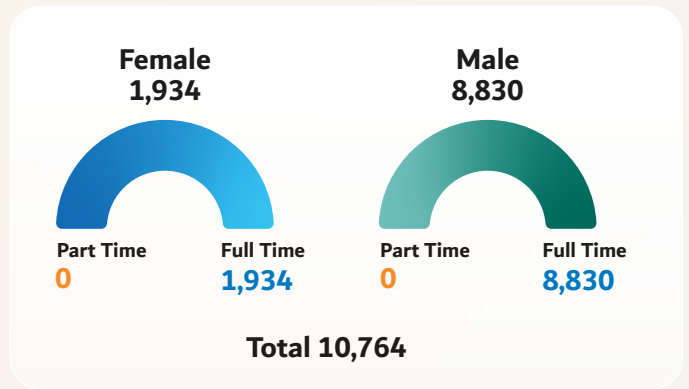 Female
1,934
Part Time
0
Full Time
1,934
Male
8,830
Part Time
0
Full Time
8,830
Total 10,764